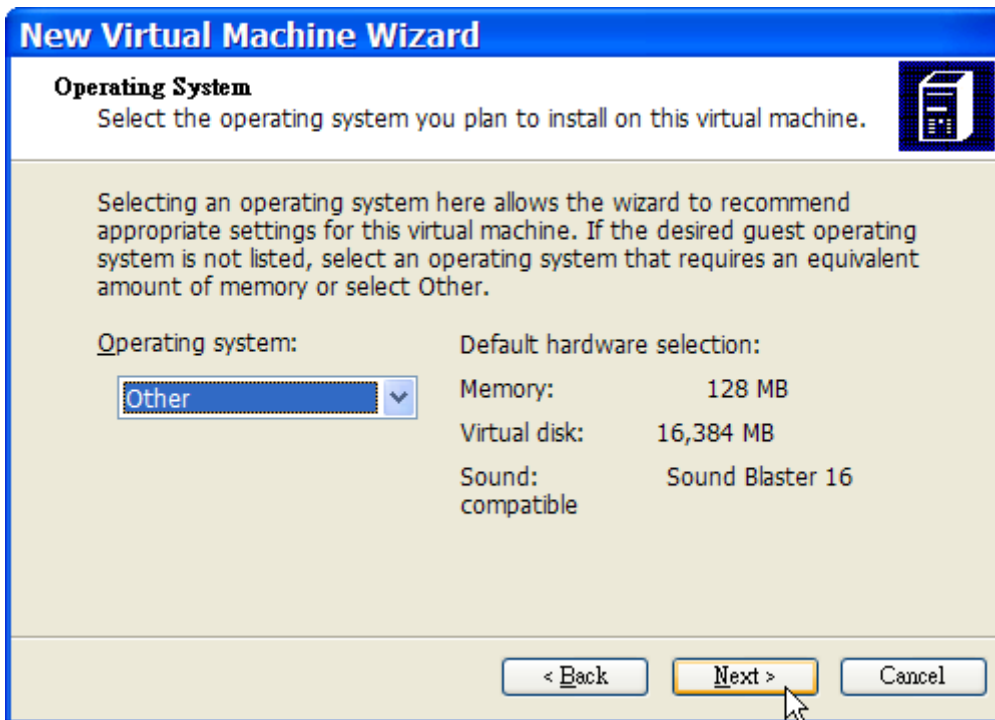 New Virtual Machine Wizard
Operating System
Select the operating system you plan to install on this virtual machine.
Selecting an operating system here allows the wizard to recommend
appropriate settings for this virtual machine. If the desired guest operating
system is not listed, select an operating system that requires an equivalent
amount of memory or select Other.
Operating system:
Other
Default hardware selection:
Memory: 128 MB
Virtual disk: 16,384 MB
Sound: Sound Blaster 16
compatible
< Back Next > Cancel